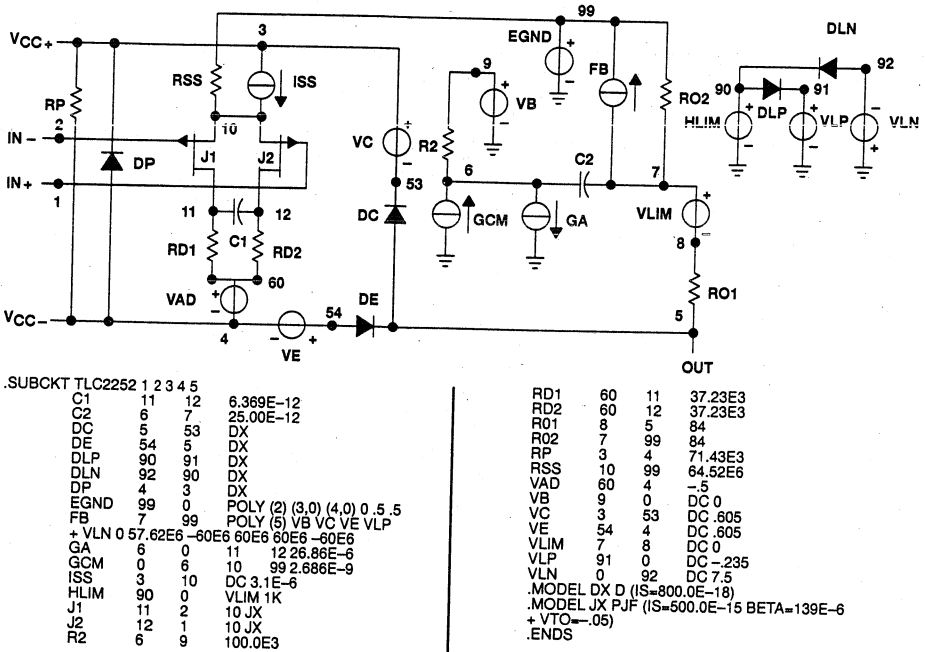 99
EGND
DLN
VCC+
3
RSS
ISS
FB
RO2
92
9
VB
90
91
DLP
HLIM
VLP
VLN
RP
2
IN –
10
J1
J2
DP
VC
R2
C2
6
7
IN +
1
53
11
12
C1
DC
GCM
GA
VLIM
8
RD1
RD2
60
VAD
RO1
54
DE
5
VCC–
4
VE
OUT
.SUBCKT TLC2252 1 2 3 4 5
C1 11 12 6.369E–12
C2 6 7 25.00E–12
DC 5 53 DX
DE 54 5 DX
DLP 90 91 DX
DLN 92 90 DX
DP 4 3 DX
EGND 99 0 POLY (2) (3,0) (4,0) 0 .5 .5
FB 7 99 POLY (5) VB VC VE VLP
+ VLN 0 57.62E6 –60E6 60E6 60E6 –60E6
GA 6 0 11 12 26.86E–6
GCM 0 6 10 99 2.686E–9
ISS 3 10 DC 3.1E–6
HLIM 90 0 VLIM 1K
J1 11 2 10 JX
J2 12 1 10 JX
R2 6 9 100.0E3
RD1 60 11 37.23E3
RD2 60 12 37.23E3
R01 8 5 84
R02 7 99 84
RP 3 4 71.43E3
RSS 10 99 64.52E6
VAD 60 4 –.5
VB 9 0 DC 0
VC 3 53 DC .605
VE 54 4 DC .605
VLIM 7 8 DC 0
VLP 91 0 DC –.235
VLN 0 92 DC 7.5
.MODEL DX D (IS=800.0E–18)
.MODEL JX PJF (IS=500.0E–15 BETA=139E–6
+ VTO=–.05)
.ENDS